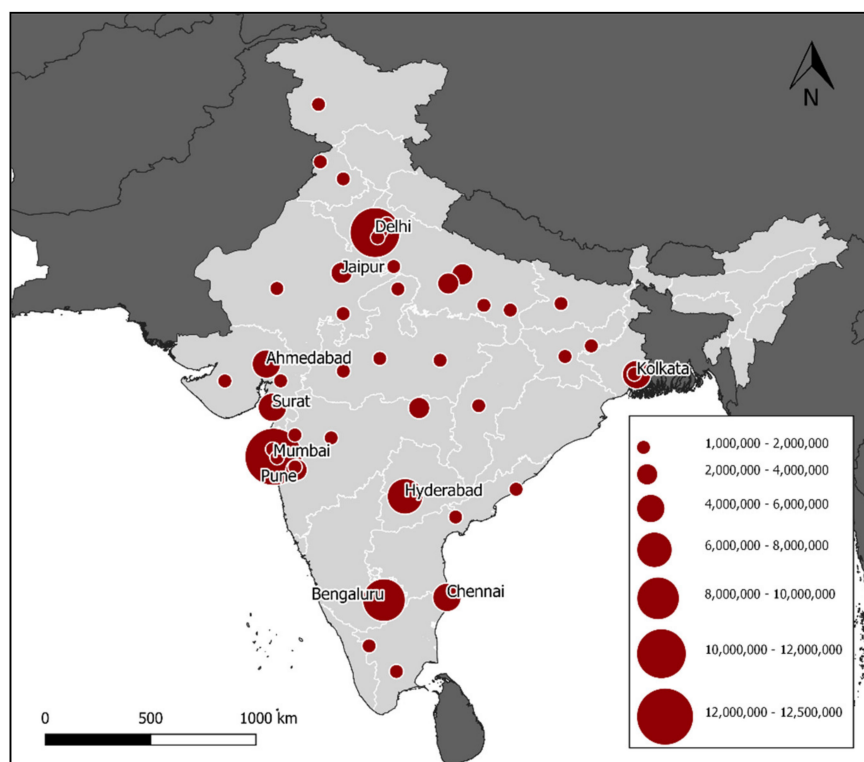 N
Delhi
Jaipur
Ahmedabad
Kolkata
Surat
Mumbai
Pune
Hyderabad
Bengaluru
Chennai
1,000,000 - 2,000,000
2,000,000 - 4,000,000
4,000,000 - 6,000,000
6,000,000 - 8,000,000
8,000,000 - 10,000,000
10,000,000 - 12,000,000
12,000,000 - 12,500,000
0 500 1000 km